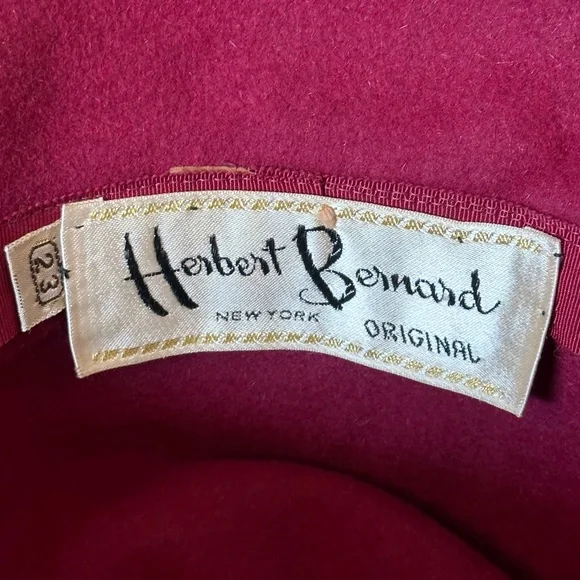 Herbert Bernard
NEW YORK
ORIGINAL
23